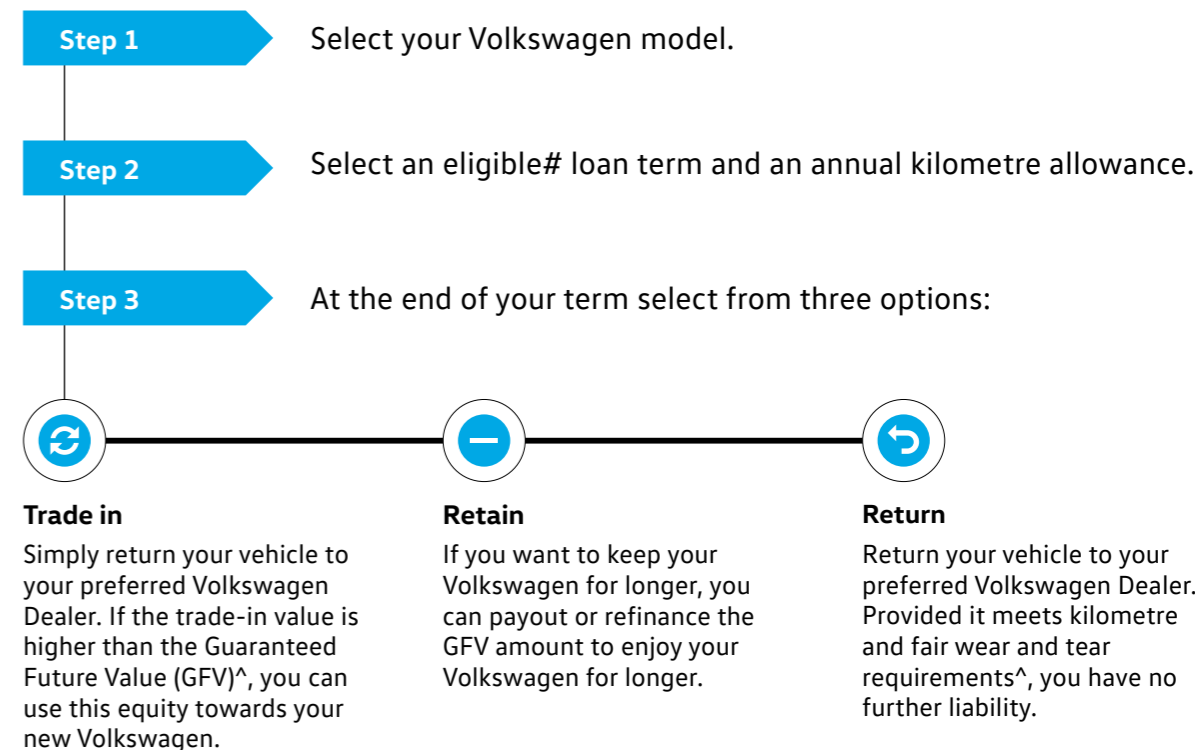 Step 1
Select your Volkswagen model.
Step 2
Select an eligible# loan term and an annual kilometre allowance.
Step 3
At the end of your term select from three options:
Trade in
Simply return your vehicle to
your preferred Volkswagen
Dealer. If the trade-in value is
higher than the Guaranteed
Future Value (GFV)^, you can
use this equity towards your
new Volkswagen.
Retain
If you want to keep your
Volkswagen for longer, you
can payout or refinance the
GFV amount to enjoy your
Volkswagen for longer.
Return
Return your vehicle to your
preferred Volkswagen Dealer.
Provided it meets kilometre
and fair wear and tear
requirements^, you have no
further liability.